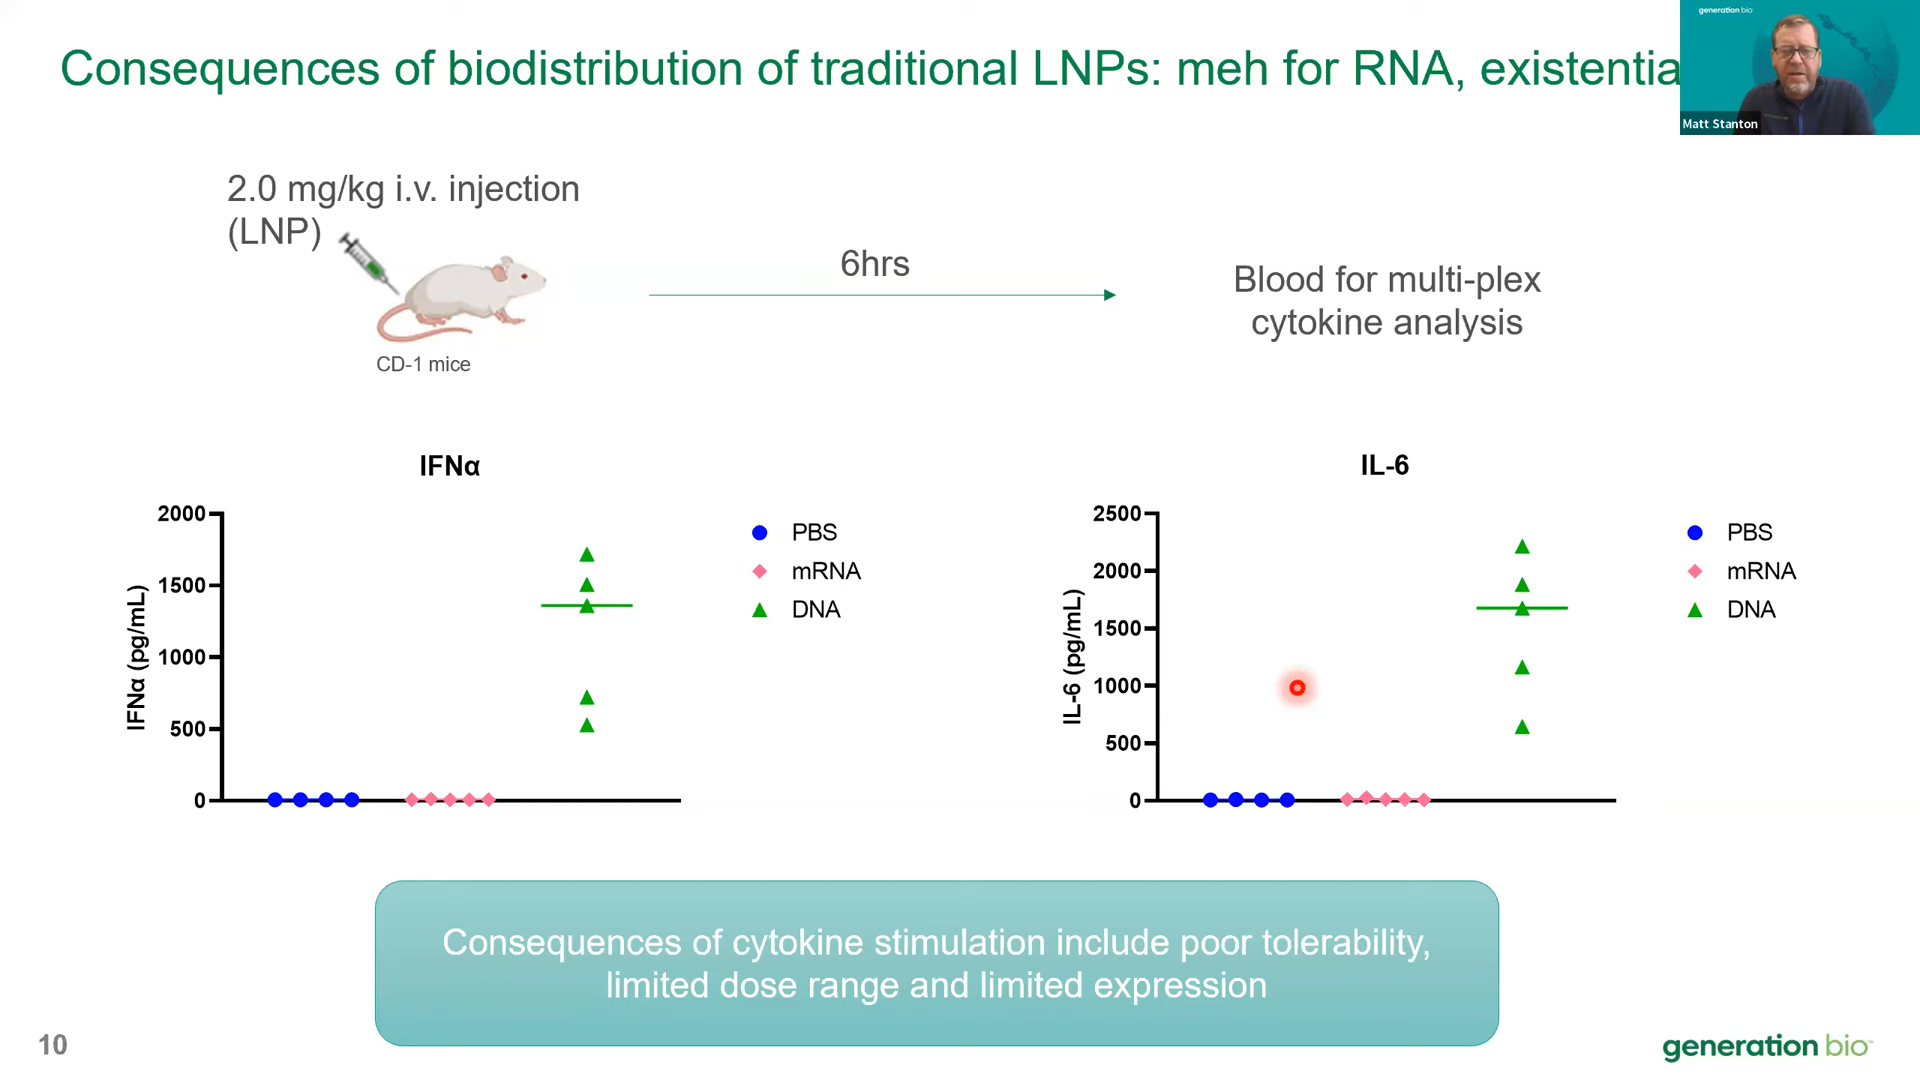 Consequences of biodistribution of traditional LNPs: meh for RNA, existentia
generation bio
Matt Stanton
2.0 mg/kg i.v. injection
(LNP)
6hrs
Blood for multi-plex
cytokine analysis
CD-1 mice
IFNα
IFNα (pg/mL)
2000
1500
1000
500
0
PBS
mRNA
DNA
IL-6
IL-6 (pg/mL)
2500
2000
1500
1000
500
0
PBS
mRNA
DNA
Consequences of cytokine stimulation include poor tolerability,
limited dose range and limited expression
10
generation bio™